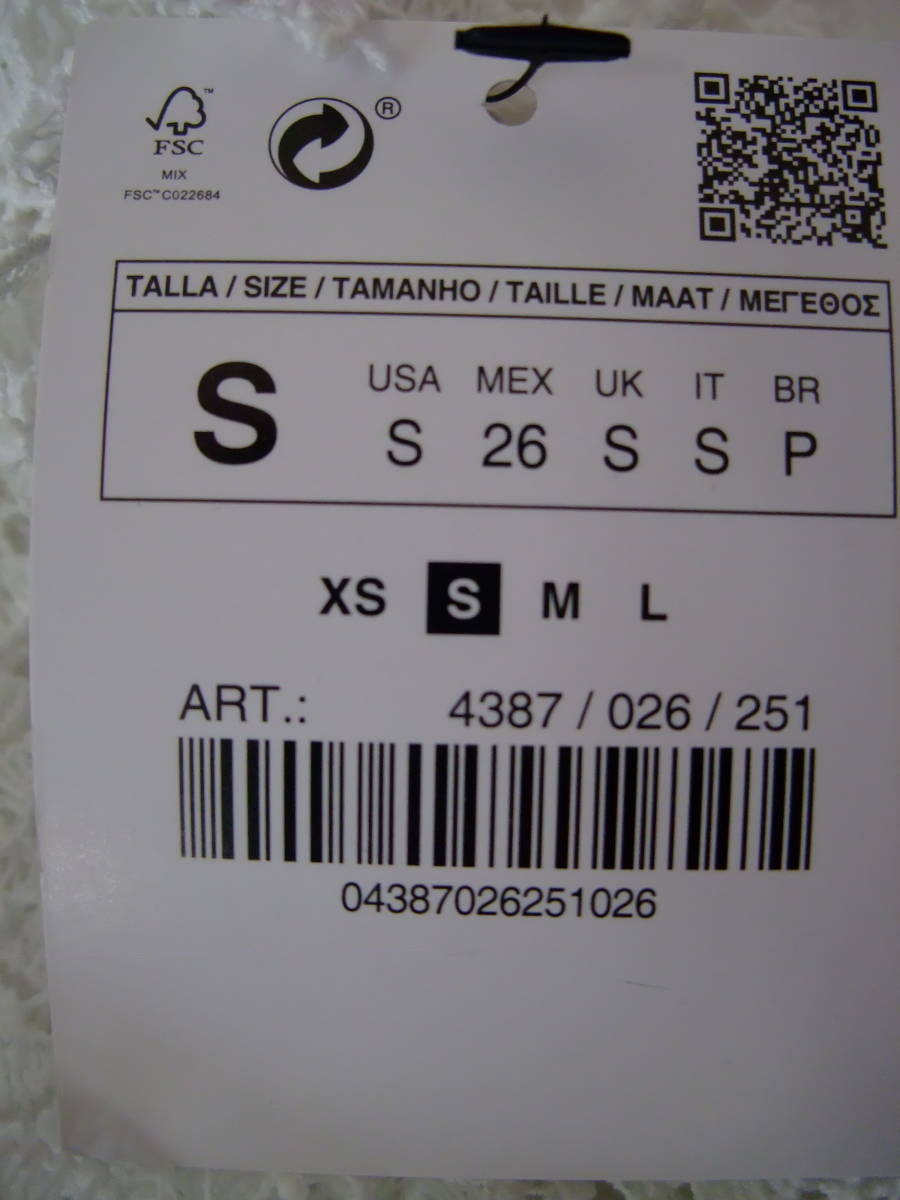 ™
FSC
®
MIX
FSC™ C022684
TALLA / SIZE / TAMANHO / TAILLE / MAAT / ΜΕΓΕΘΟΣ
USA MEX UK IT BR
S S 26 S S P
XS S M L
ART.: 4387 / 026 / 251
04387026251026